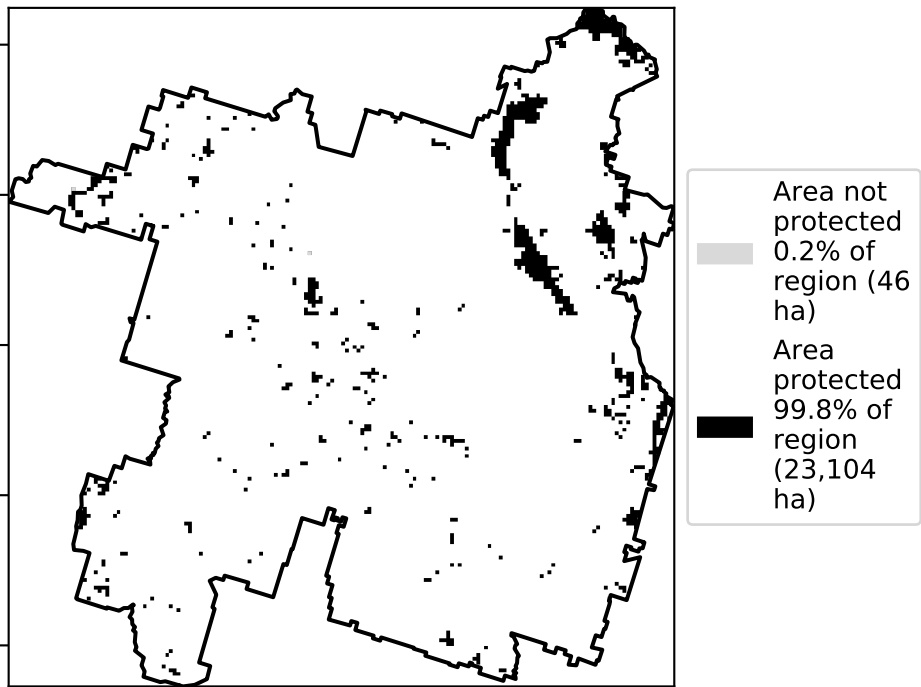 Area not
protected
0.2% of
region (46
ha)
Area
protected
99.8% of
region
(23,104
ha)